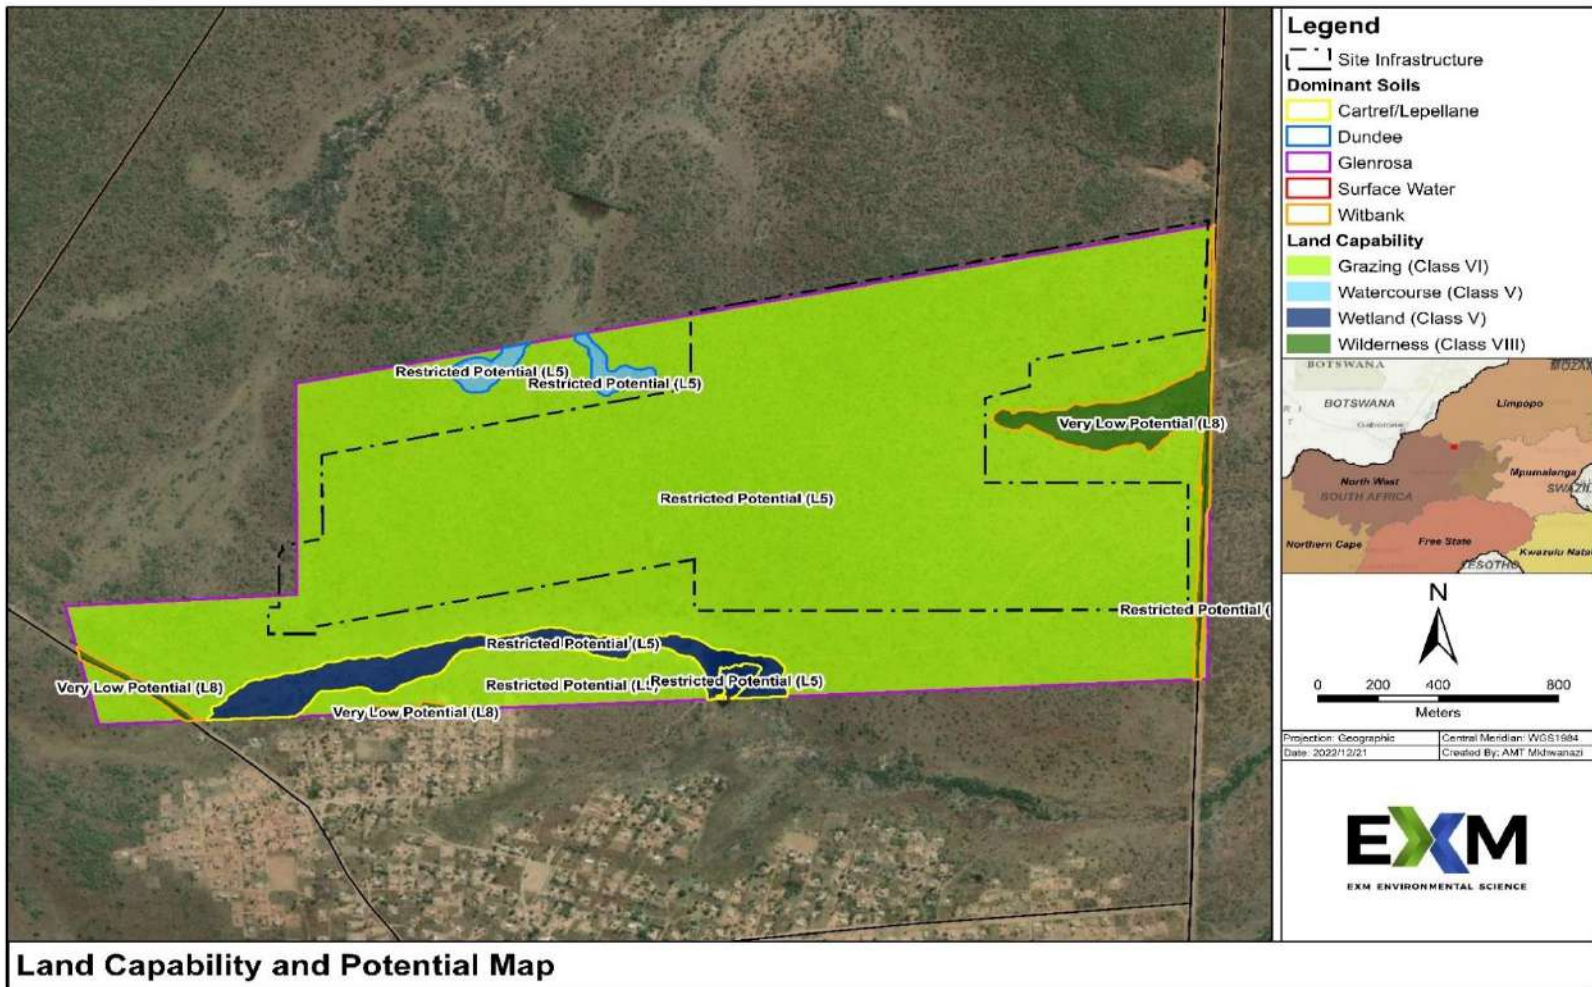 Restricted Potential (L5)
Restricted Potential (L5)
Very Low Potential (L8)
Restricted Potential (L5)
Restricted Potential (
Restricted Potential (L5)
Very Low Potential (L8)
Restricted Potential (L
Restricted Potential (L5)
Very Low Potential (L8)
Land Capability and Potential Map
Legend
Site Infrastructure
Dominant Soils
Cartref/Lepellane
Dundee
Glenrosa
Surface Water
Witbank
Land Capability
Grazing (Class VI)
Watercourse (Class V)
Wetland (Class V)
Wilderness (Class VIII)
BOTSWANA
MOZA
BOTSWANA
Limpopo
Gaborone
North West
Mpumalanga
SOUTH AFRICA
SWAZIL
Northern Cape
Free State
Kwazulu Natal
LESOTHO
N
0 200 400 800
Meters
Projection: Geographic
Central Meridian: WGS1984
Date: 2022/12/21
Created By: AMT Mkhwanazi
EXM
EXM ENVIRONMENTAL SCIENCE